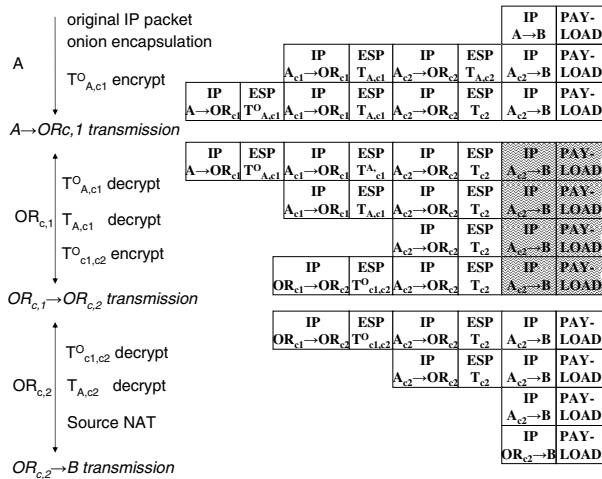 original IP packet
onion encapsulation
A
T^O_A,c1 encrypt
A→ORc,1 transmission
T^O_A,c1 decrypt
OR_c,1
T_A,c1 decrypt
T^O_c1,c2 encrypt
OR_c,1→OR_c,2 transmission
T^O_c1,c2 decrypt
OR_c,2
T_A,c2 decrypt
Source NAT
OR_c,2→B transmission
IP PAY-
A→B LOAD
IP ESP IP ESP IP PAY-
A_c1→OR_c1 T_A,c1 A_c2→OR_c2 T_A,c2 A_c2→B LOAD
IP ESP IP ESP IP ESP IP PAY-
A→OR_c1 T^O_A,c1 A_c1→OR_c1 T_A,c1 A_c2→OR_c2 T_c2 A_c2→B LOAD
IP ESP IP ESP IP ESP IP PAY-
A→OR_c1 T^O_A,c1 A_c1→OR_c1 T^A,_c1 A_c2→OR_c2 T_c2 A_c2→B LOAD
IP ESP IP ESP IP PAY-
A_c1→OR_c1 T_A,c1 A_c2→OR_c2 T_c2 A_c2→B LOAD
IP ESP IP PAY-
A_c2→OR_c2 T_c2 A_c2→B LOAD
IP ESP IP ESP IP PAY-
OR_c1→OR_c2 T^O_c1,c2 A_c2→OR_c2 T_c2 A_c2→B LOAD
IP ESP IP ESP IP PAY-
OR_c1→OR_c2 T^O_c1,c2 A_c2→OR_c2 T_c2 A_c2→B LOAD
IP ESP IP PAY-
A_c2→OR_c2 T_c2 A_c2→B LOAD
IP PAY-
A_c2→B LOAD
IP PAY-
OR_c2→B LOAD